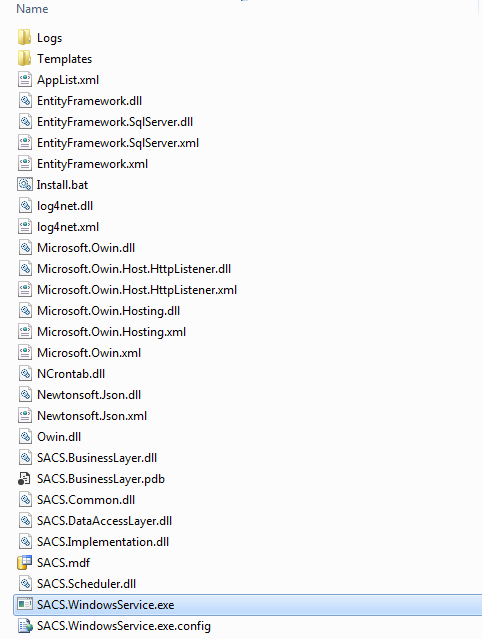 Name
Logs
Templates
AppList.xml
EntityFramework.dll
EntityFramework.SqlServer.dll
EntityFramework.SqlServer.xml
EntityFramework.xml
Install.bat
log4net.dll
log4net.xml
Microsoft.Owin.dll
Microsoft.Owin.Host.HttpListener.dll
Microsoft.Owin.Host.HttpListener.xml
Microsoft.Owin.Hosting.dll
Microsoft.Owin.Hosting.xml
Microsoft.Owin.xml
NCrontab.dll
Newtonsoft.Json.dll
Newtonsoft.Json.xml
Owin.dll
SACS.BusinessLayer.dll
SACS.BusinessLayer.pdb
SACS.Common.dll
SACS.DataAccessLayer.dll
SACS.Implementation.dll
SACS.mdf
SACS.Scheduler.dll
SACS.WindowsService.exe
SACS.WindowsService.exe.config